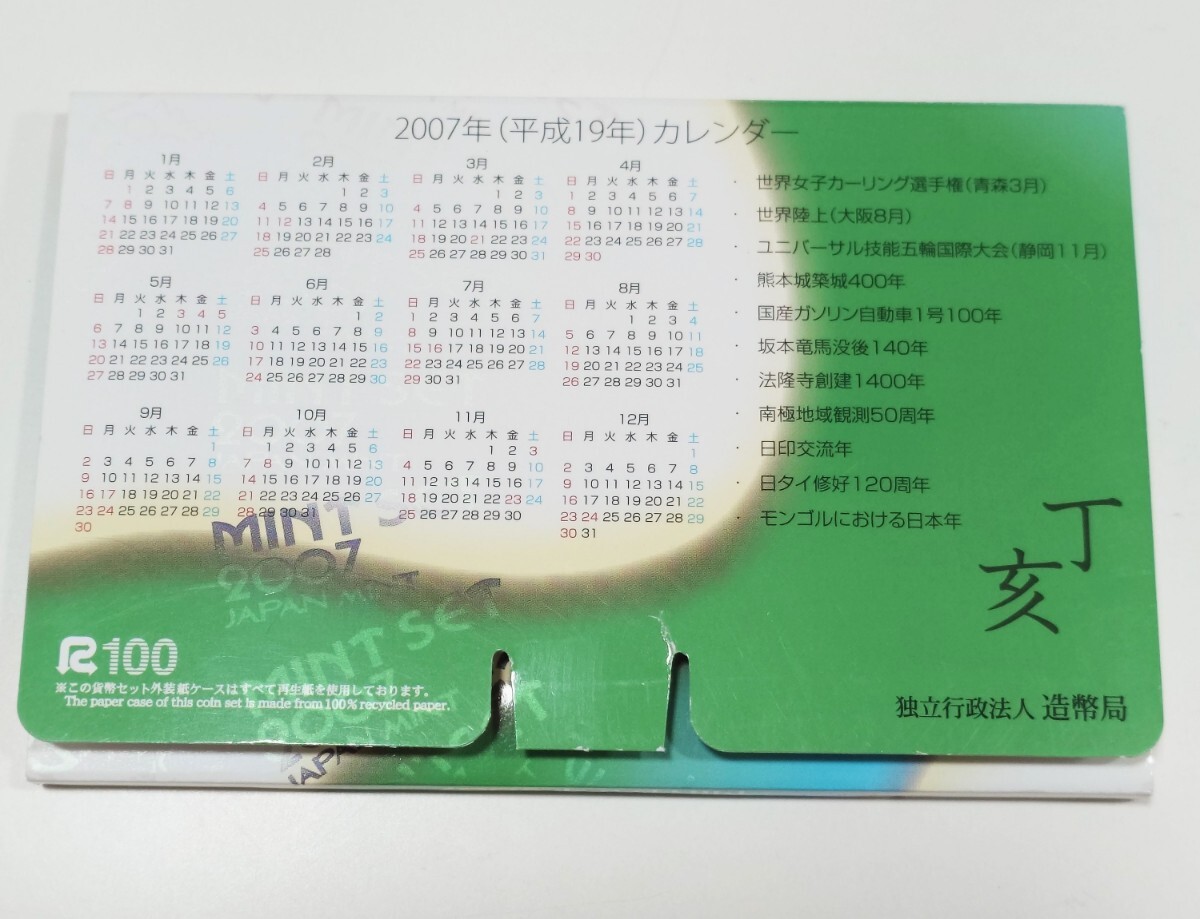 2007年(平成19年)カレンダー
1月
日 月 火 水 木 金 土
1 2 3 4 5 6
7 8 9 10 11 12 13
14 15 16 17 18 19 20
21 22 23 24 25 26 27
28 29 30 31
2月
日 月 火 水 木 金 土
1 2 3
4 5 6 7 8 9 10
11 12 13 14 15 16 17
18 19 20 21 22 23 24
25 26 27 28
3月
日 月 火 水 木 金 土
1 2 3
4 5 6 7 8 9 10
11 12 13 14 15 16 17
18 19 20 21 22 23 24
25 26 27 28 29 30 31
4月
日 月 火 水 木 金 土
1 2 3 4 5 6 7
8 9 10 11 12 13 14
15 16 17 18 19 20 21
22 23 24 25 26 27 28
29 30
5月
日 月 火 水 木 金 土
1 2 3 4 5
6 7 8 9 10 11 12
13 14 15 16 17 18 19
20 21 22 23 24 25 26
27 28 29 30 31
6月
日 月 火 水 木 金 土
1 2
3 4 5 6 7 8 9
10 11 12 13 14 15 16
17 18 19 20 21 22 23
24 25 26 27 28 29 30
7月
日 月 火 水 木 金 土
1 2 3 4 5 6 7
8 9 10 11 12 13 14
15 16 17 18 19 20 21
22 23 24 25 26 27 28
29 30 31
8月
日 月 火 水 木 金 土
1 2 3 4
5 6 7 8 9 10 11
12 13 14 15 16 17 18
19 20 21 22 23 24 25
26 27 28 29 30 31
9月
日 月 火 水 木 金 土
1
2 3 4 5 6 7 8
9 10 11 12 13 14 15
16 17 18 19 20 21 22
23 24 25 26 27 28 29
30
10月
日 月 火 水 木 金 土
1 2 3 4 5 6
7 8 9 10 11 12 13
14 15 16 17 18 19 20
21 22 23 24 25 26 27
28 29 30 31
11月
日 月 火 水 木 金 土
1 2 3
4 5 6 7 8 9 10
11 12 13 14 15 16 17
18 19 20 21 22 23 24
25 26 27 28 29 30
12月
日 月 火 水 木 金 土
1
2 3 4 5 6 7 8
9 10 11 12 13 14 15
16 17 18 19 20 21 22
23 24 25 26 27 28 29
30 31
・ 世界女子カーリング選手権(青森3月)
・ 世界陸上(大阪8月)
・ ユニバーサル技能五輪国際大会(静岡11月)
・ 熊本城築城400年
・ 国産ガソリン自動車1号100年
・ 坂本竜馬没後140年
・ 法隆寺創建1400年
・ 南極地域観測50周年
・ 日印交流年
・ 日タイ修好120周年
・ モンゴルにおける日本年
丁亥
MINT S
2007
JAPAN MINT
MINT SET
2007
JAPAN MINT
R100
※この貨幣セット外装紙ケースはすべて再生紙を使用しております。
The paper case of this coin set is made from 100% recycled paper.
独立行政法人 造幣局